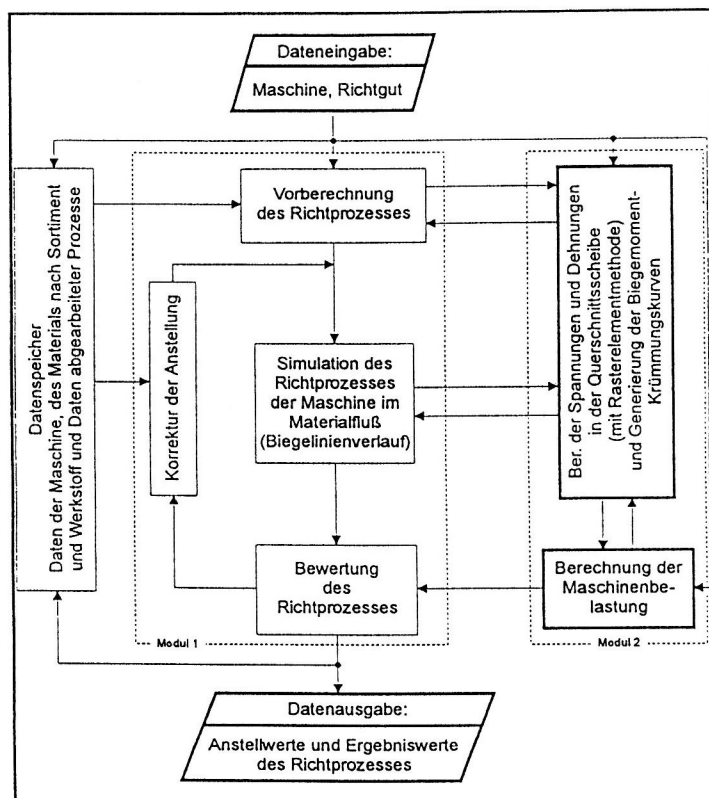 Dateneingabe:
Maschine, Richtgut
Datenspeicher
Daten der Maschine, des Materials nach Sortiment
und Werkstoff und Daten abgearbeiteter Prozesse
Korrektur der Anstellung
Vorberechnung
des Richtprozesses
Simulation des
Richtprozesses
der Maschine im
Materialfluß
(Biegelinienverlauf)
Bewertung
des
Richtprozesses
Modul 1
Ber. der Spannungen und Dehnungen
in der Querschnittsscheibe
(mit Rasterelementmethode)
und Generierung der Biegemoment-
Krümmungskurven
Berechnung der
Maschinenbe-
lastung
Modul 2
Datenausgabe:
Anstellwerte und Ergebniswerte
des Richtprozesses